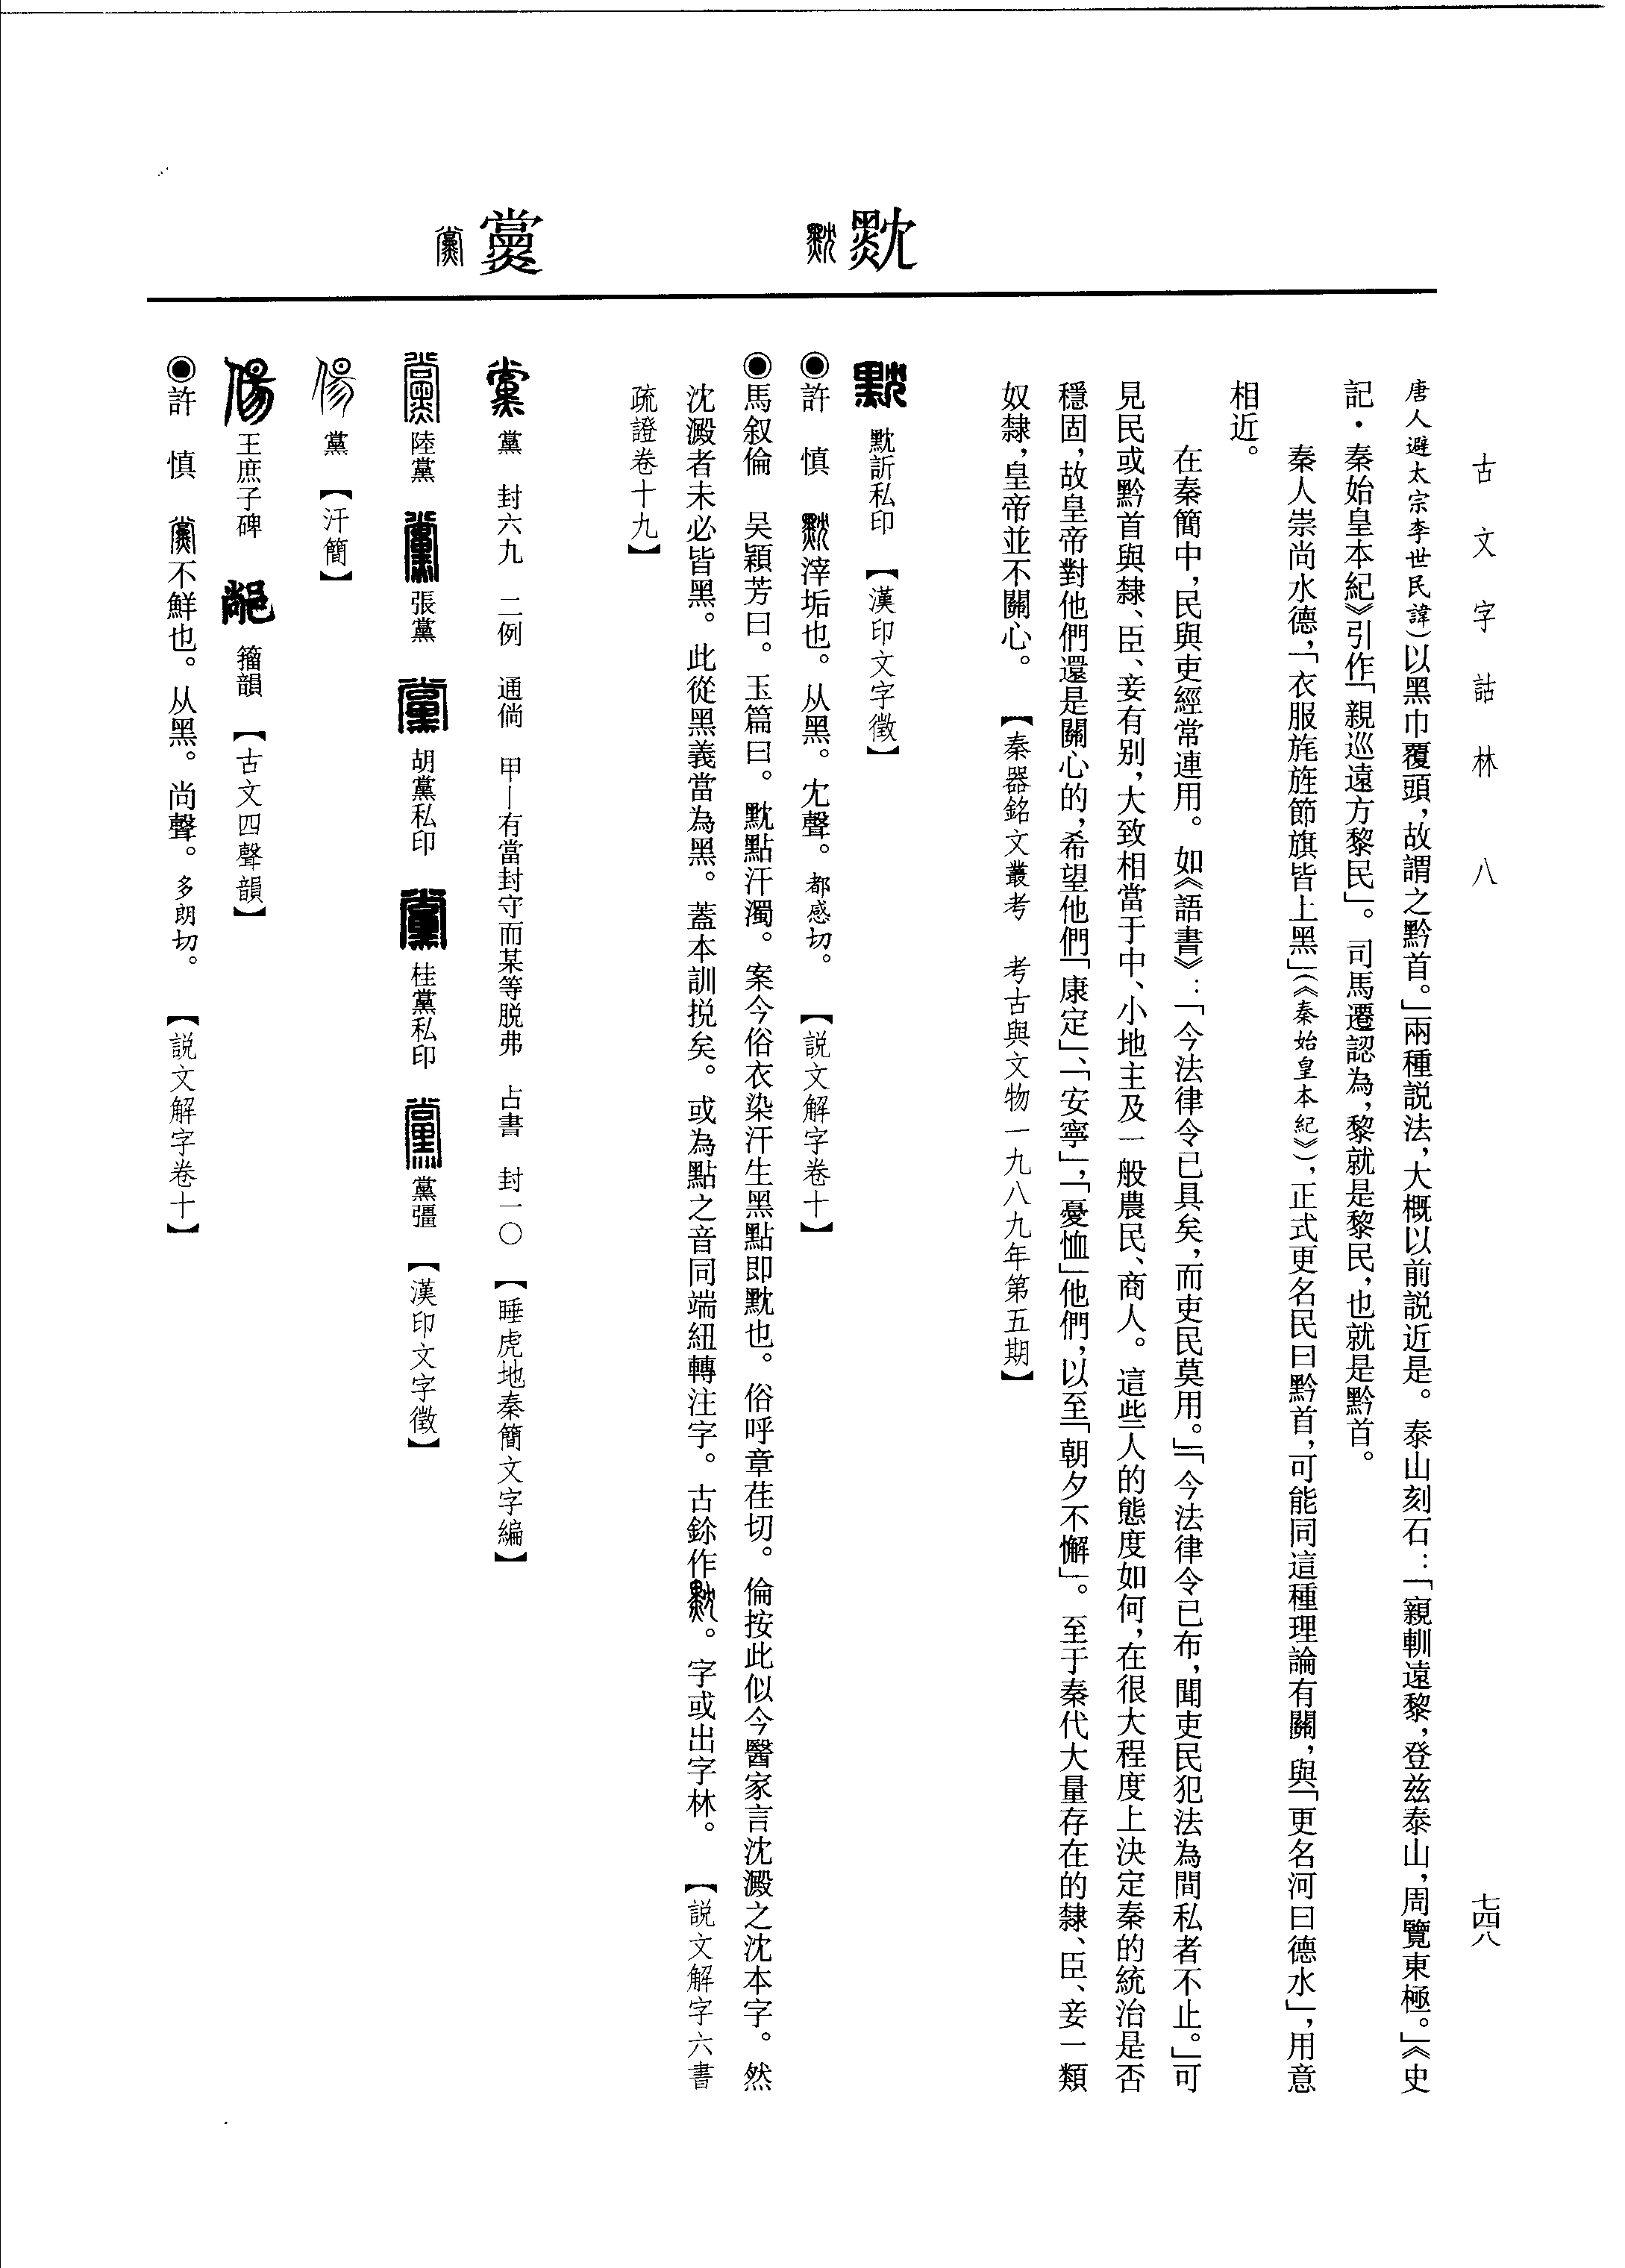 古文字詁林 八
七四八
唐人避太宗李世民諱)以黑巾覆頭,故謂之黔首。」兩種説法,大概以前説近是。泰山刻石:「寴䡅遠黎,登兹泰山,周覽東極。」《史
記·秦始皇本紀》引作「親巡遠方黎民」。司馬遷認為,黎就是黎民,也就是黔首。
秦人崇尚水德,「衣服旄旌節旗皆上黑」(《秦始皇本紀》),正式更名民曰黔首,可能同這種理論有關,與「更名河曰德水」,用意
相近。
在秦簡中,民與吏經常連用。如《語書》:「今法律令已具矣,而吏民莫用。」「今法律令已布,聞吏民犯法為間私者不止。」可
見民或黔首與隸、臣、妾有别,大致相當于中、小地主及一般農民、商人。這些人的態度如何,在很大程度上決定秦的統治是否
穩固,故皇帝對他們還是關心的,希望他們「康定」、「安寧」,「憂恤」他們,以至「朝夕不懈」。至于秦代大量存在的隸、臣、妾一類
奴隸,皇帝並不關心。 【秦器銘文叢考 考古與文物一九八九年第五期】
黕
黕訢私印 【漢印文字徵】
◉許 慎 黕滓垢也。从黑。冘聲。都感切。 【説文解字卷十】
◉馬叙倫 吴穎芳曰。玉篇曰。黕點汗濁。案今俗衣染汗生黑點即黕也。俗呼章荏切。倫按此似今醫家言沈澱之沈本字。然
沈澱者未必皆黑。此從黑義當為黑。蓋本訓挩矣。或為點之音同端紐轉注字。古鉩作黕。字或出字林。 【説文解字六書
疏證卷十九】
黨
黨 封六九 二例 通倘 甲—有當封守而某等脱弗 占書 封一〇 【睡虎地秦簡文字編】
陸黨 張黨 胡黨私印 桂黨私印 黨彊 【漢印文字徵】
黨 【汗簡】
王庶子碑 籀韻 【古文四聲韻】
◉許 慎 黨不鮮也。从黑。尚聲。多朗切。 【説文解字卷十】